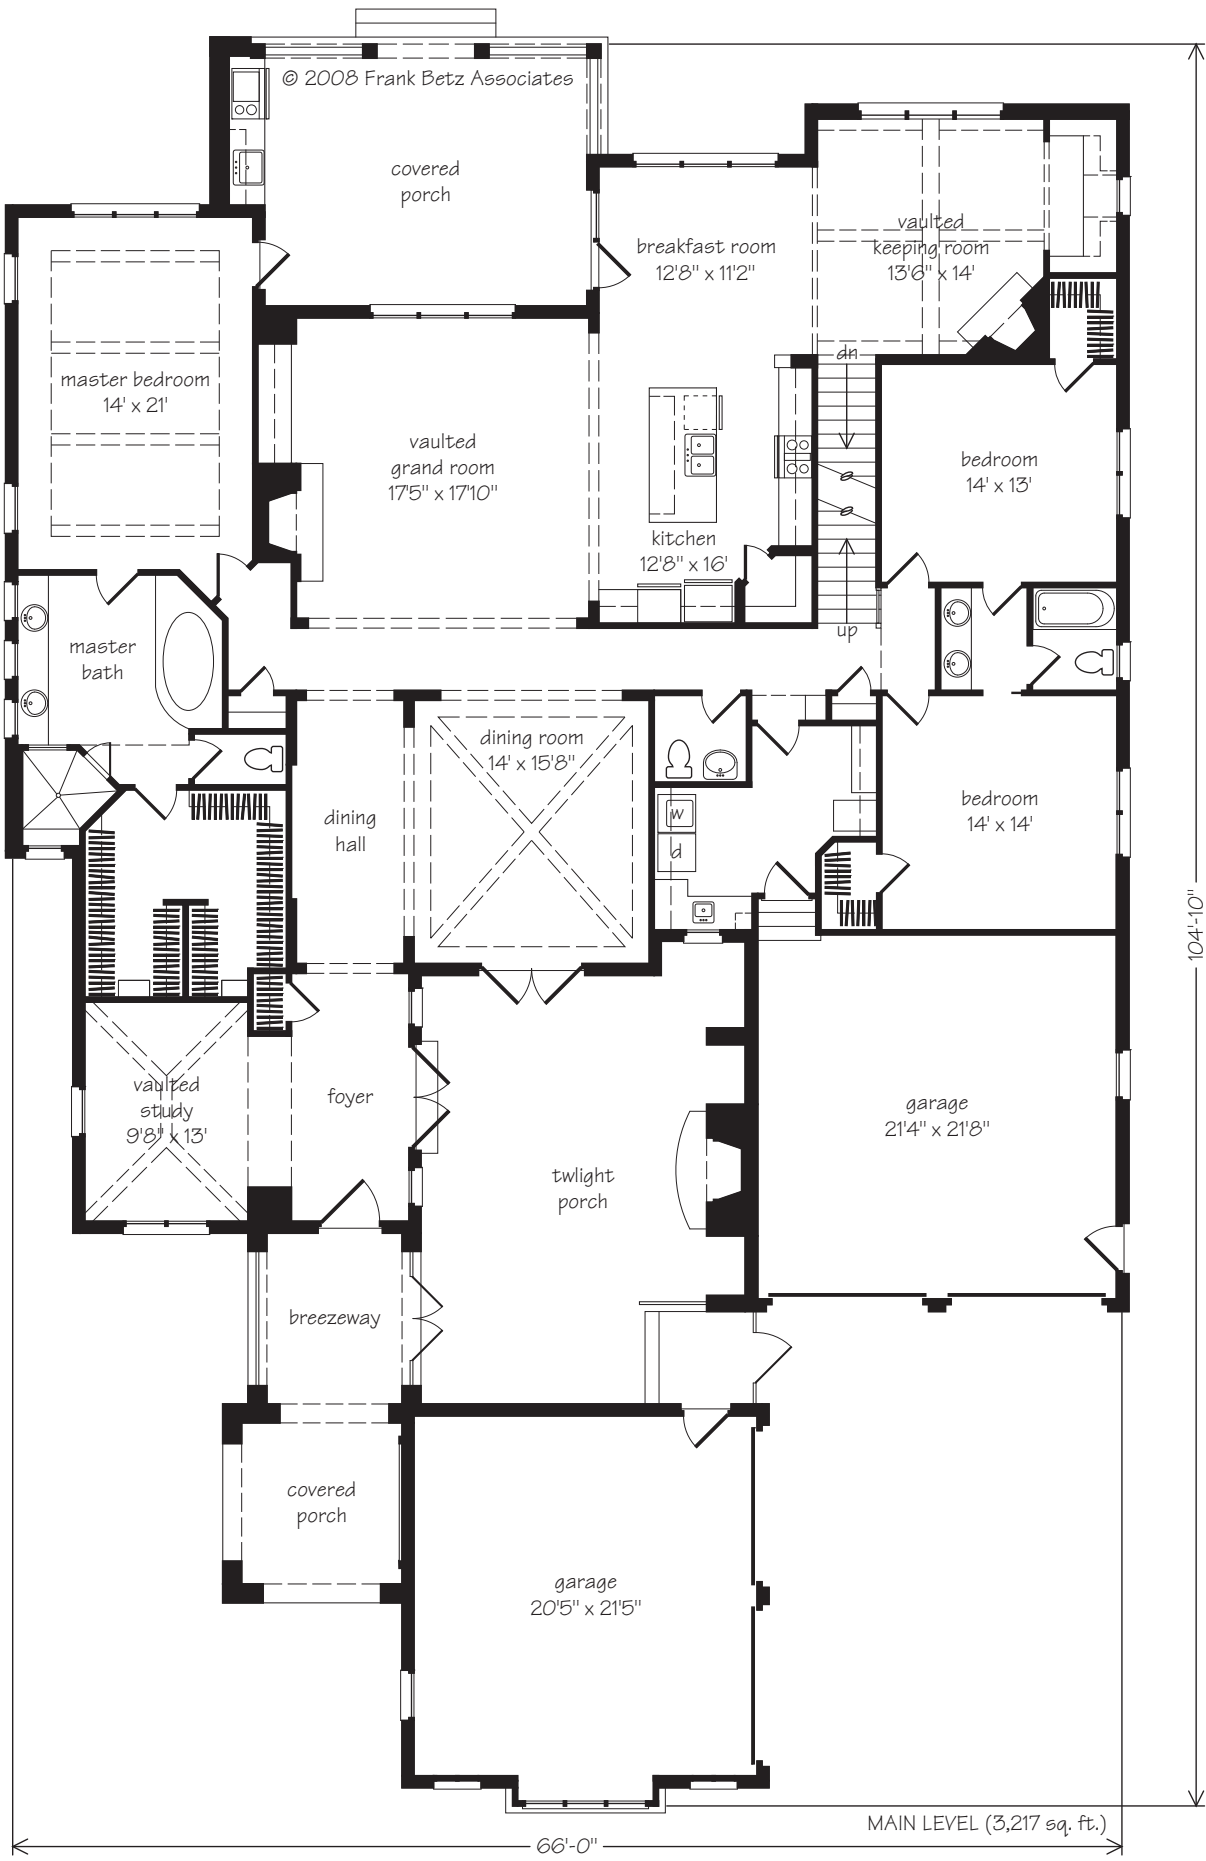 © 2008 Frank Betz Associates
covered
porch
vaulted
keeping room
13'6" x 14'
breakfast room
12'8" x 11'2"
dn
master bedroom
14' x 21'
vaulted
grand room
17'5" x 17'10"
bedroom
14' x 13'
kitchen
12'8" x 16'
up
master
bath
dining room
14' x 15'8"
dining
hall
w
d
bedroom
14' x 14'
104'-10"
vaulted
study
9'8" x 13'
foyer
garage
21'4" x 21'8"
twlight
porch
breezeway
covered
porch
garage
20'5" x 21'5"
MAIN LEVEL (3,217 sq. ft.)
66'-0"